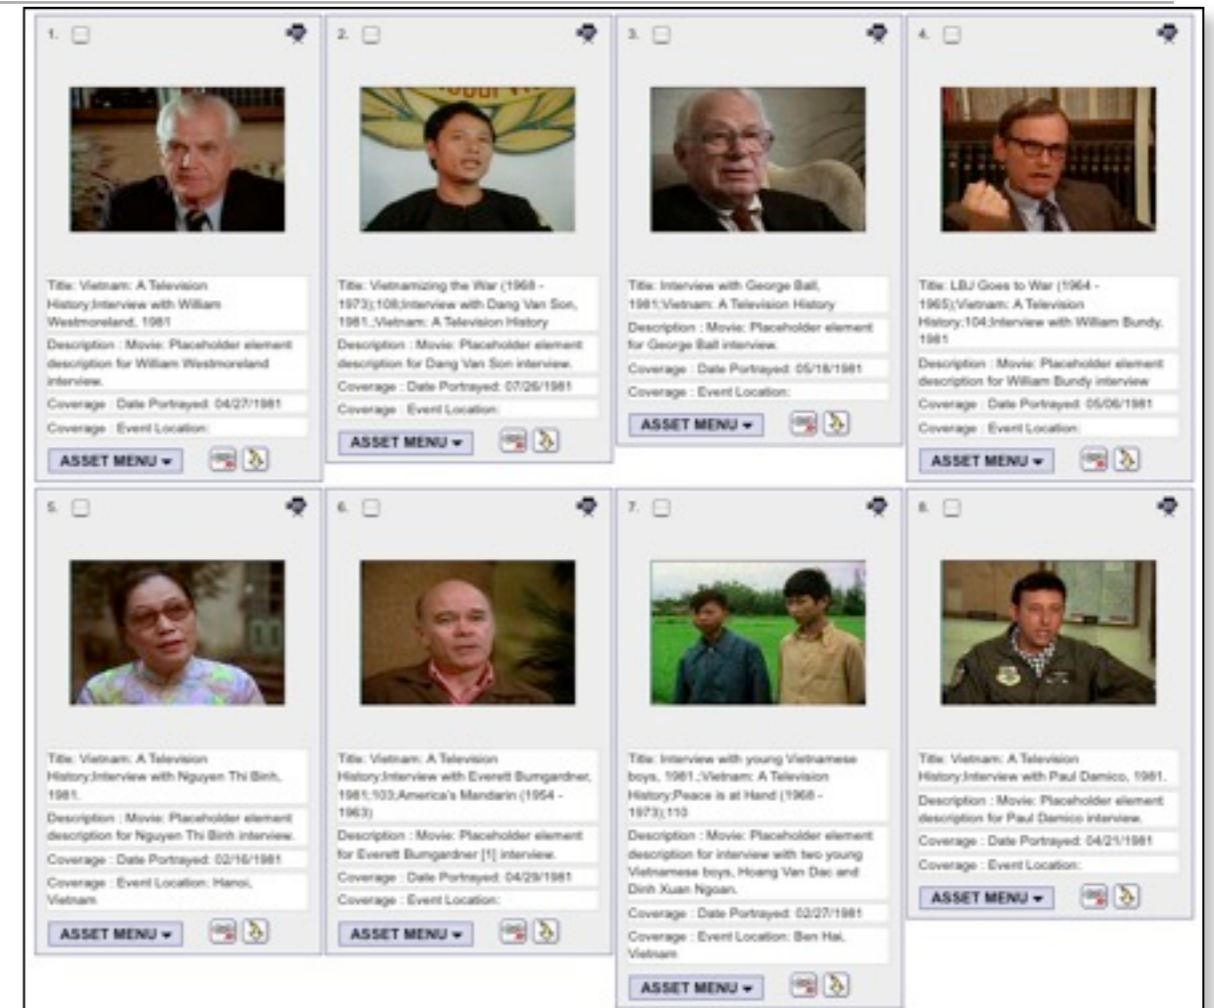 1.
2.
3.
4.
Title: Vietnam: A Television
History;Interview with William
Westmoreland, 1981
Description : Movie: Placeholder element
description for William Westmoreland
interview.
Coverage : Date Portrayed: 04/27/1981
Coverage : Event Location:
ASSET MENU
Title: Vietnamizing the War (1968 -
1973);108;Interview with Dang Van Son,
1981.;Vietnam: A Television History
Description : Movie: Placeholder element
description for Dang Van Son interview.
Coverage : Date Portrayed: 07/26/1981
Coverage : Event Location:
ASSET MENU
Title: Interview with George Ball,
1981;Vietnam: A Television History
Description : Movie: Placeholder element
for George Ball interview.
Coverage : Date Portrayed: 05/18/1981
Coverage : Event Location:
ASSET MENU
Title: LBJ Goes to War (1964 -
1965);Vietnam: A Television
History;104;Interview with William Bundy,
1981
Description : Movie: Placeholder element
description for William Bundy interview
Coverage : Date Portrayed: 05/06/1981
Coverage : Event Location:
ASSET MENU
5.
6.
7.
8.
Title: Vietnam: A Television
History;Interview with Nguyen Thi Binh,
1981.
Description : Movie: Placeholder element
description for Nguyen Thi Binh interview.
Coverage : Date Portrayed: 02/16/1981
Coverage : Event Location: Hanoi,
Vietnam
ASSET MENU
Title: Vietnam: A Television
History;Interview with Everett Bumgardner,
1981;103;America's Mandarin (1954 -
1963)
Description : Movie: Placeholder element
for Everett Bumgardner [1] interview.
Coverage : Date Portrayed: 04/29/1981
Coverage : Event Location:
ASSET MENU
Title: Interview with young Vietnamese
boys, 1981.;Vietnam: A Television
History;Peace is at Hand (1968 -
1973);110
Description : Movie: Placeholder element
description for interview with two young
Vietnamese boys, Hoang Van Dac and
Dinh Xuan Ngoan.
Coverage : Date Portrayed: 02/27/1981
Coverage : Event Location: Ben Hai,
Vietnam
ASSET MENU
Title: Vietnam: A Television
History;Interview with Paul Damico, 1981.
Description : Movie: Placeholder element
description for Paul Damico interview.
Coverage : Date Portrayed: 04/21/1981
Coverage : Event Location:
ASSET MENU